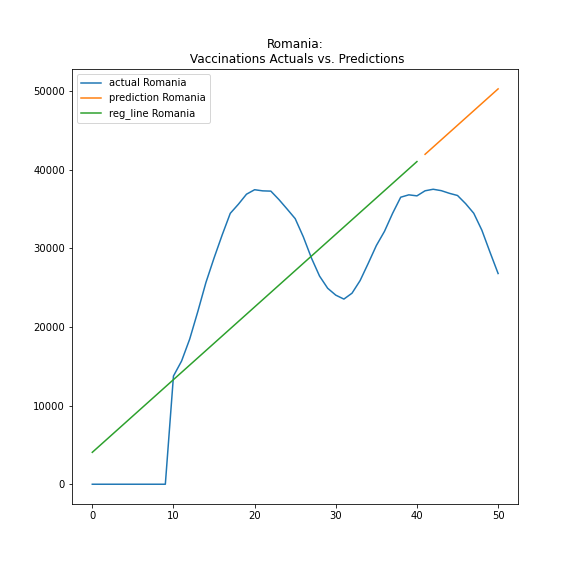 Romania:
Vaccinations Actuals vs. Predictions
actual Romania
prediction Romania
reg_line Romania
50000
40000
30000
20000
10000
0
0 10 20 30 40 50